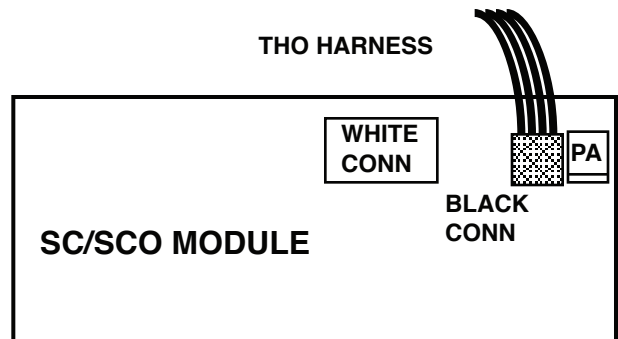 THO HARNESS
WHITE
CONN
PA
BLACK
CONN
SC/SCO MODULE